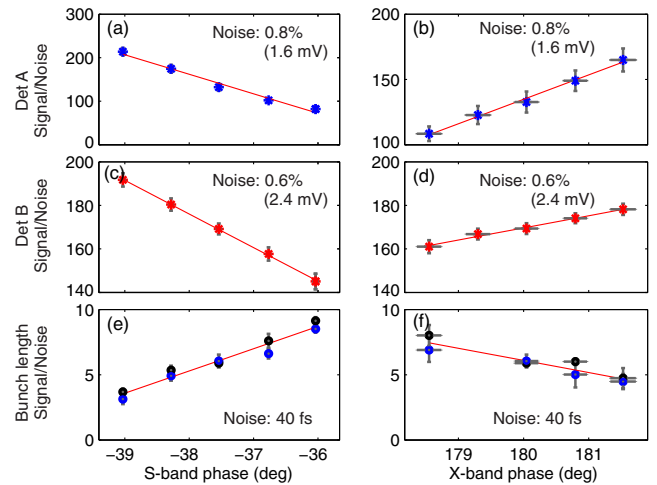 300
(a)
Noise: 0.8%
(1.6 mV)
200
100
0
Det A
Signal/Noise
200
(b)
Noise: 0.8%
(1.6 mV)
150
100
200
(c)
Noise: 0.6%
(2.4 mV)
180
160
140
Det B
Signal/Noise
200
(d)
Noise: 0.6%
(2.4 mV)
180
160
140
10
(e)
5
Noise: 40 fs
0
Bunch length
Signal/Noise
−39 −38 −37 −36
S-band phase (deg)
10
(f)
5
Noise: 40 fs
0
179 180 181
X-band phase (deg)